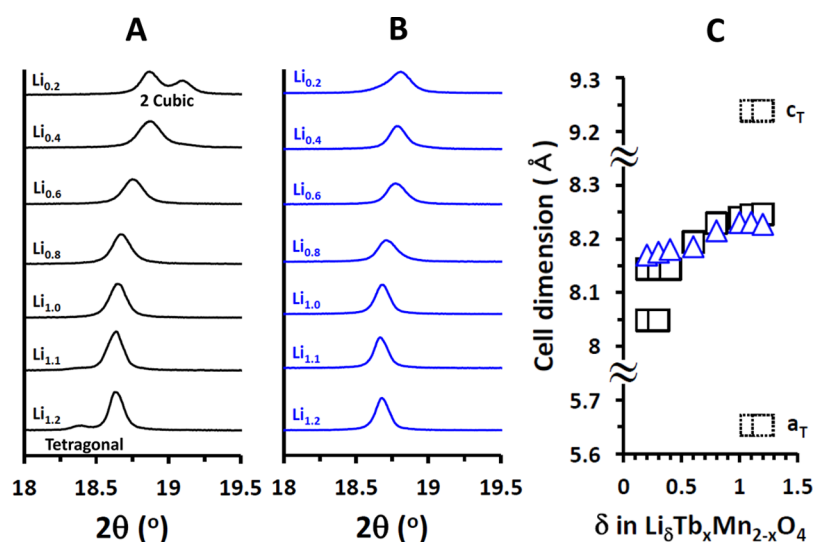 A
B
C
Li0.2
2 Cubic
Li0.4
Li0.6
Li0.8
Li1.0
Li1.1
Li1.2
Tetragonal
18 18.5 19 19.5
2θ (o)
Li0.2
Li0.4
Li0.6
Li0.8
Li1.0
Li1.1
Li1.2
18 18.5 19 19.5
2θ (o)
Cell dimension (Å)
9.3
9.2
8.3
8.2
8.1
8
5.7
5.6
cT
aT
0 0.5 1 1.5
δ in LiδTbxMn2-xO4